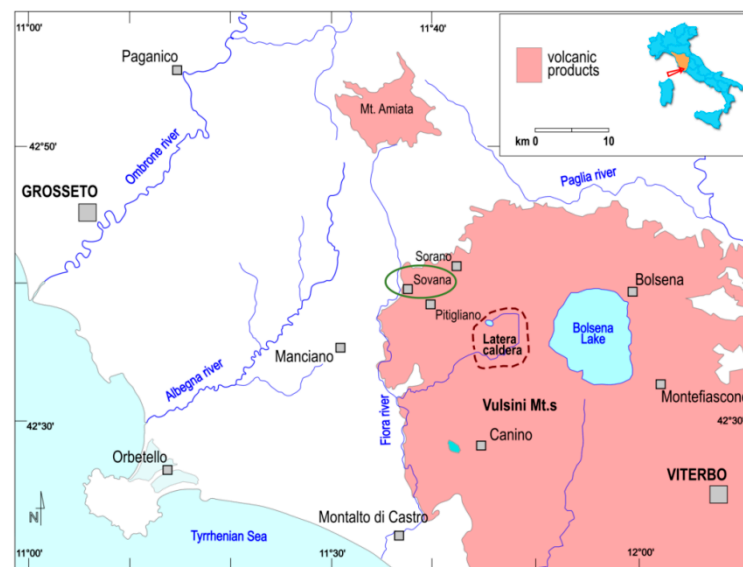 11°00'
11°40'
Paganico
volcanic
products
Mt. Amiata
km 0 10
42°50'
Ombrone river
Paglia river
GROSSETO
Sorano
Sovana
Bolsena
Pitigliano
Bolsena
Lake
Latera
caldera
Manciano
Albegna river
Fiora river
Montefiascone
Vulsini Mt.s
42°30'
42°30'
Canino
Orbetello
VITERBO
N
Montalto di Castro
Tyrrhenian Sea
11°00'
11°30'
12°00'